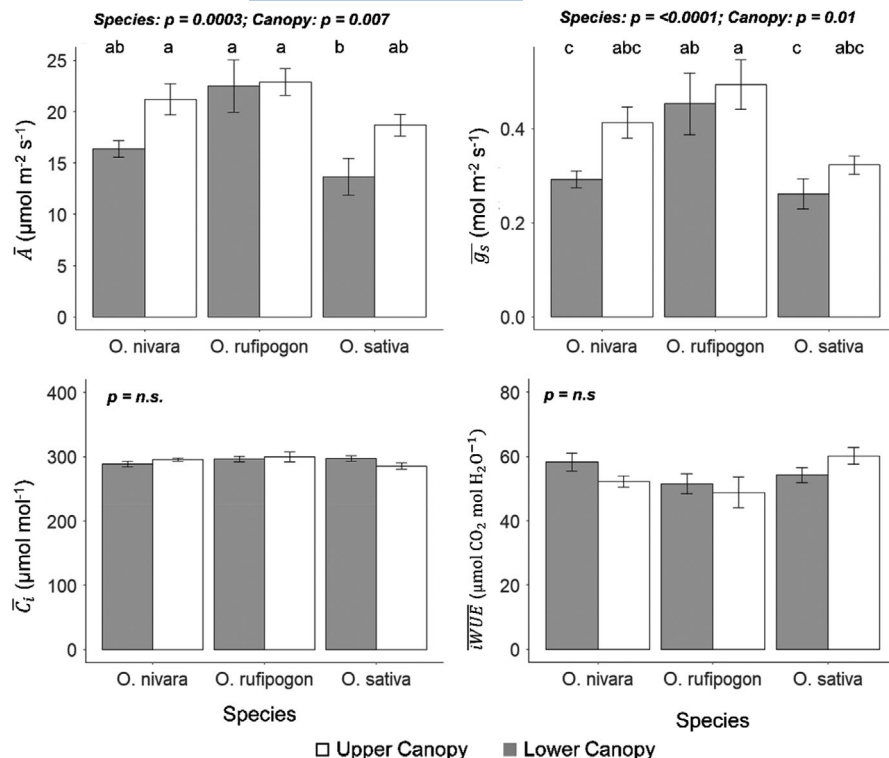 Species: p = 0.0003; Canopy: p = 0.007
ab a a a b ab
25
20
15
10
5
0
Ā (μmol m⁻² s⁻¹)
O. nivara O. rufipogon O. sativa
Species: p = <0.0001; Canopy: p = 0.01
c abc ab a c abc
0.4
0.2
0.0
g̅ₛ (mol m⁻² s⁻¹)
O. nivara O. rufipogon O. sativa
p = n.s.
400
300
200
100
0
C̅ᵢ (μmol mol⁻¹)
O. nivara O. rufipogon O. sativa
Species
p = n.s
80
60
40
20
0
i̅W̅U̅E̅ (μmol CO₂ mol H₂O⁻¹)
O. nivara O. rufipogon O. sativa
Species
Upper Canopy Lower Canopy